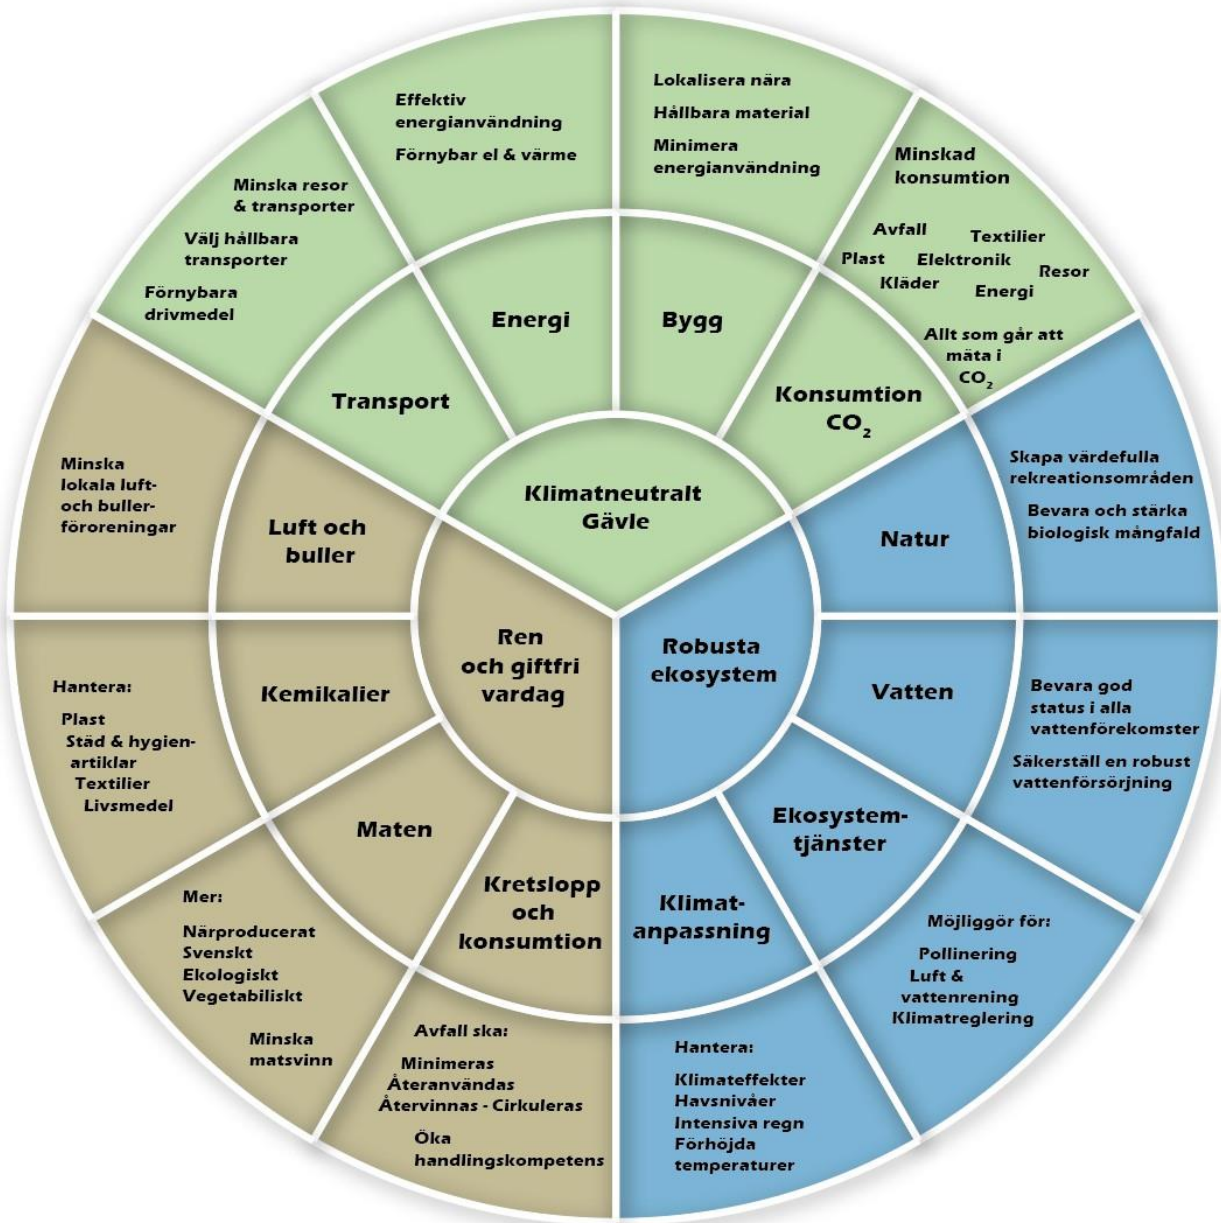 Effektiv
energianvändning
Förnybar el & värme
Lokalisera nära
Hållbara material
Minimera
energianvändning
Minskad
konsumtion
Avfall
Textilier
Plast
Elektronik
Resor
Kläder
Energi
Allt som går att
mäta i
CO₂
Minska resor
& transporter
Välj hållbara
transporter
Förnybara
drivmedel
Energi
Bygg
Transport
Konsumtion
CO₂
Klimatneutralt
Gävle
Minska
lokala luft-
och buller-
föroreningar
Luft och
buller
Natur
Skapa värdefulla
rekreationsområden
Bevara och stärka
biologisk mångfald
Ren
och giftfri
vardag
Robusta
ekosystem
Hantera:
Plast
Städ & hygien-
artiklar
Textilier
Livsmedel
Kemikalier
Vatten
Bevara god
status i alla
vattenförekomster
Säkerställ en robust
vattenförsörjning
Maten
Ekosystem-
tjänster
Kretslopp
och
konsumtion
Klimat-
anpassning
Mer:
Närproducerat
Svenskt
Ekologiskt
Vegetabiliskt
Minska
matsvinn
Möjliggör för:
Pollinering
Luft &
vattenrening
Klimatreglering
Avfall ska:
Minimeras
Återanvändas
Återvinnas - Cirkuleras
Öka
handlingskompetens
Hantera:
Klimateffekter
Havsnivåer
Intensiva regn
Förhöjda
temperaturer